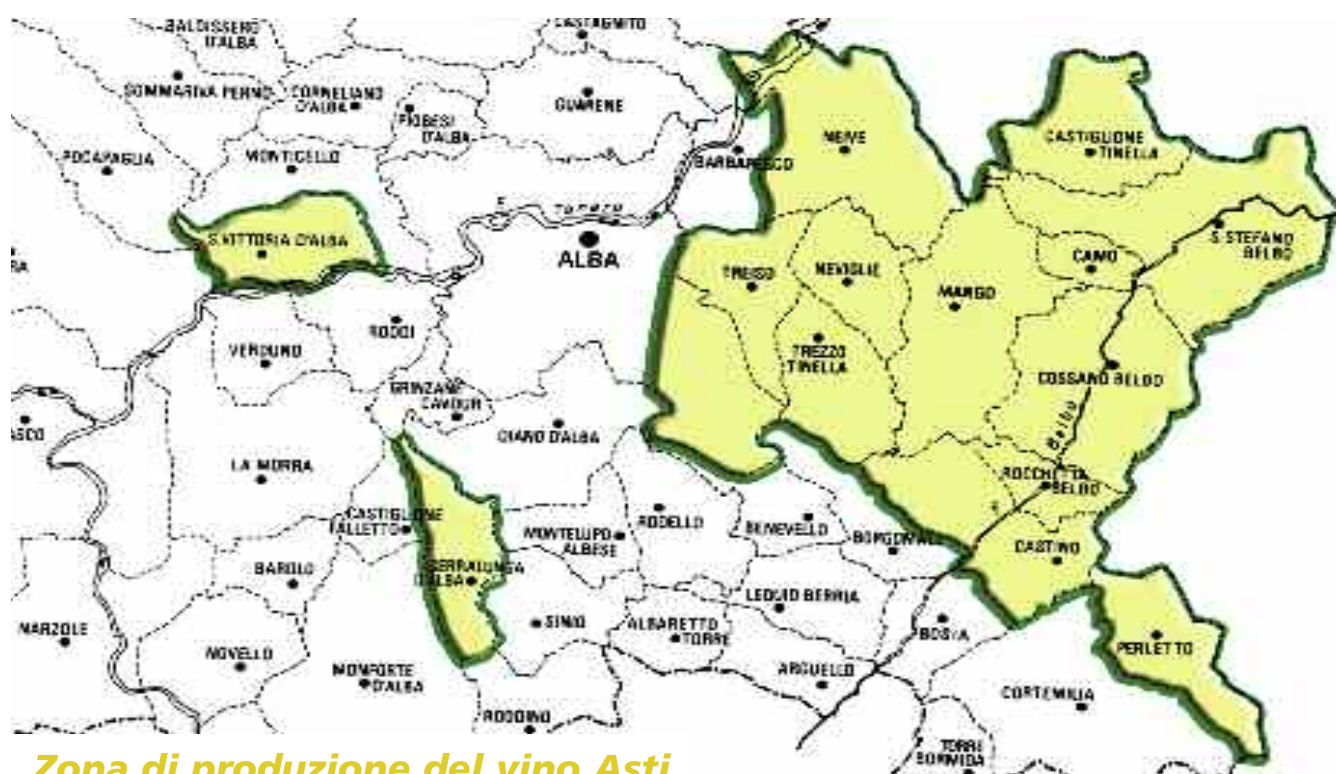 BALDISSERO
D'ALBA
CASTAGNITO
SOMMARIVA PERNO
CORNELIANO
D'ALBA
PIOBESI
D'ALBA
GUARENE
NEIVE
CASTIGLIONE
TINELLA
POCAPAGLIA
MONTICELLO
BARBARESCO
Tanaro
S.VITTORIA D'ALBA
ALBA
S.STEFANO
BELBO
CAMO
TREISO
NEVIGLIE
MANGO
RODDI
VERDUNO
TREZZO
TINELLA
COSSANO BELBO
GRINZANE
CAVOUR
DIANO D'ALBA
Belbo
LA MORRA
ROCCHETTA
BELBO
CASTIGLIONE
FALLETTO
MONTELUPO
ALBESE
RODELLO
BENEVELLO
CASTINO
BAROLO
SERRALUNGA
D'ALBA
LEQUIO BERRIA
SINIO
ALBARETTO
TORRE
BOSIA
MARZOLE
NOVELLO
PERLETTO
MONFORTE
D'ALBA
ARGUELLO
CORTEMILIA
RODDINO
TORRE
BORMIDA
Zona di produzione del vino Asti